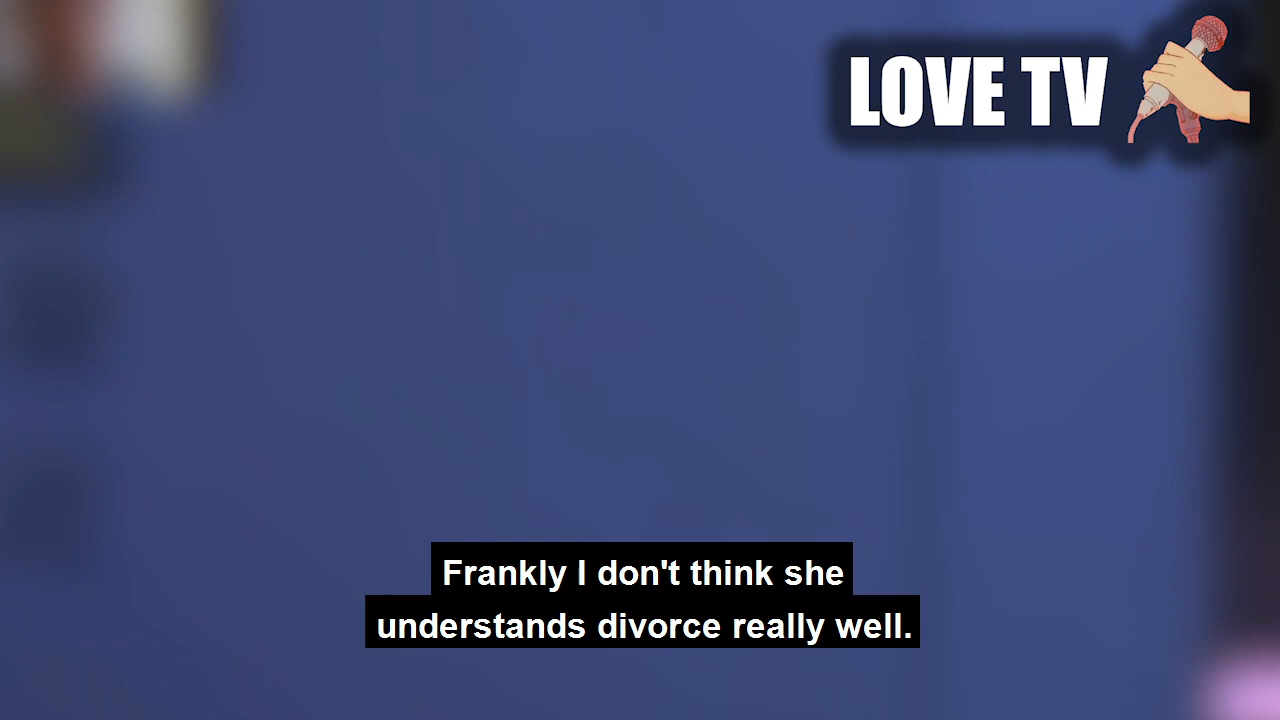 LOVE TV
Frankly I don't think she
understands divorce really well.